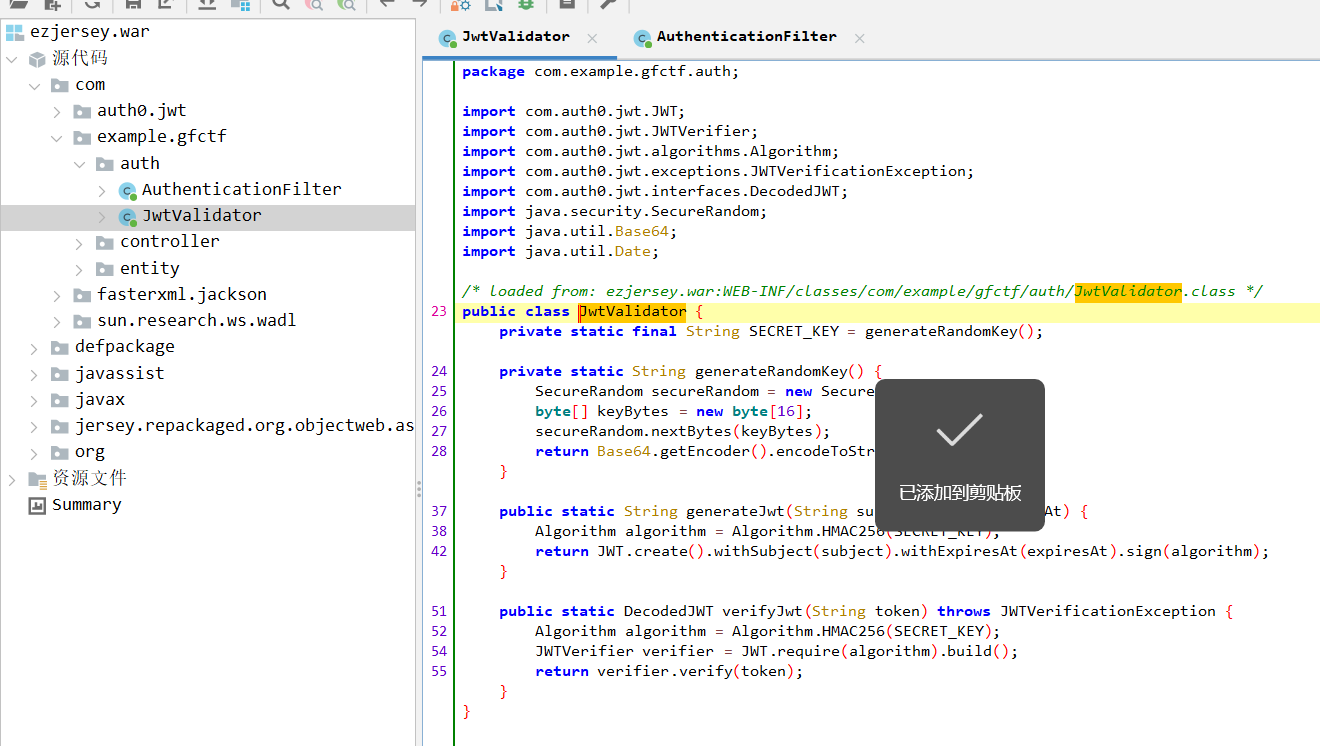 ezjersey.war
源代码
com
auth0.jwt
example.gfctf
auth
AuthenticationFilter
JwtValidator
controller
entity
fasterxml.jackson
sun.research.ws.wadl
defpackage
javassist
javax
jersey.repackaged.org.objectweb.as
org
资源文件
Summary
JwtValidator
AuthenticationFilter
package com.example.gfctf.auth;
import com.auth0.jwt.JWT;
import com.auth0.jwt.JWTVerifier;
import com.auth0.jwt.algorithms.Algorithm;
import com.auth0.jwt.exceptions.JWTVerificationException;
import com.auth0.jwt.interfaces.DecodedJWT;
import java.security.SecureRandom;
import java.util.Base64;
import java.util.Date;
/* loaded from: ezjersey.war:WEB-INF/classes/com/example/gfctf/auth/JwtValidator.class */
23 public class JwtValidator {
private static final String SECRET_KEY = generateRandomKey();
24 private static String generateRandomKey() {
25 SecureRandom secureRandom = new Secure
26 byte[] keyBytes = new byte[16];
27 secureRandom.nextBytes(keyBytes);
28 return Base64.getEncoder().encodeToStr
}
37 public static String generateJwt(String su At) {
38 Algorithm algorithm = Algorithm.HMAC256(SECRET_KEY);
42 return JWT.create().withSubject(subject).withExpiresAt(expiresAt).sign(algorithm);
}
51 public static DecodedJWT verifyJwt(String token) throws JWTVerificationException {
52 Algorithm algorithm = Algorithm.HMAC256(SECRET_KEY);
54 JWTVerifier verifier = JWT.require(algorithm).build();
55 return verifier.verify(token);
}
}
已添加到剪贴板